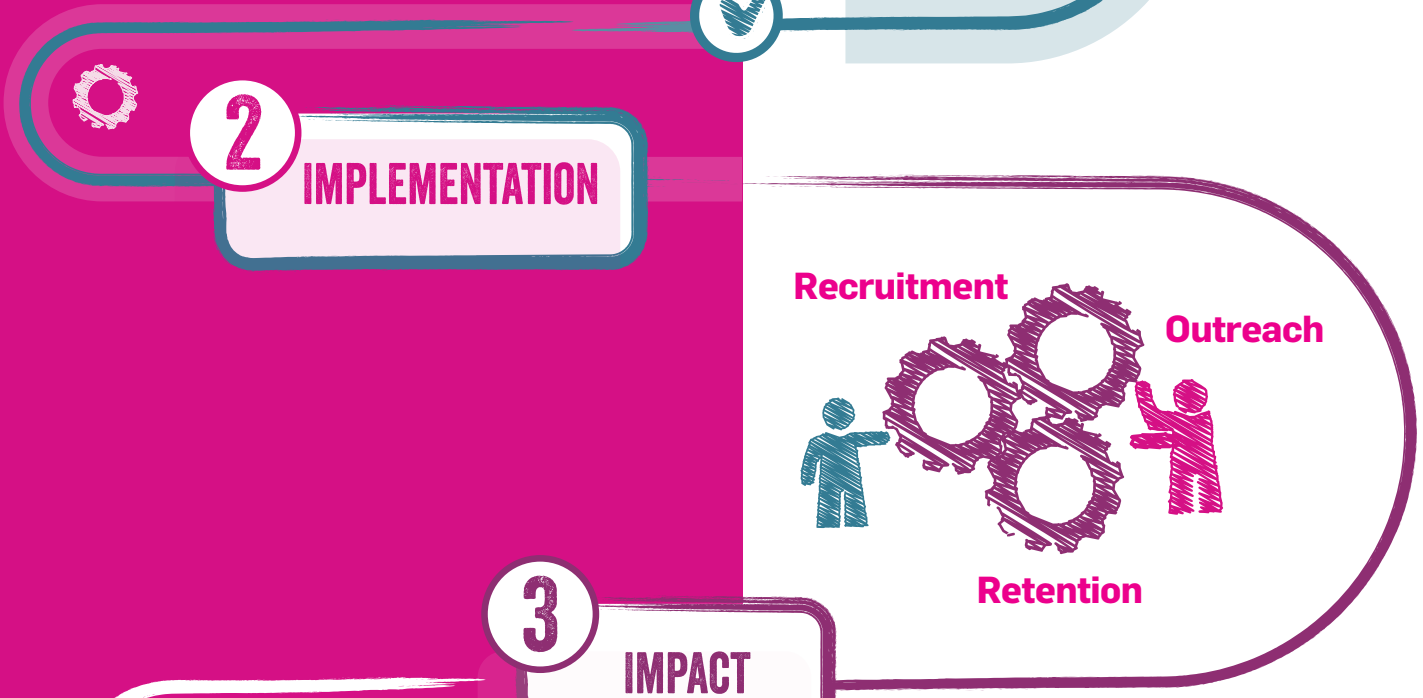 2
IMPLEMENTATION
Recruitment
Outreach
Retention
3
IMPACT